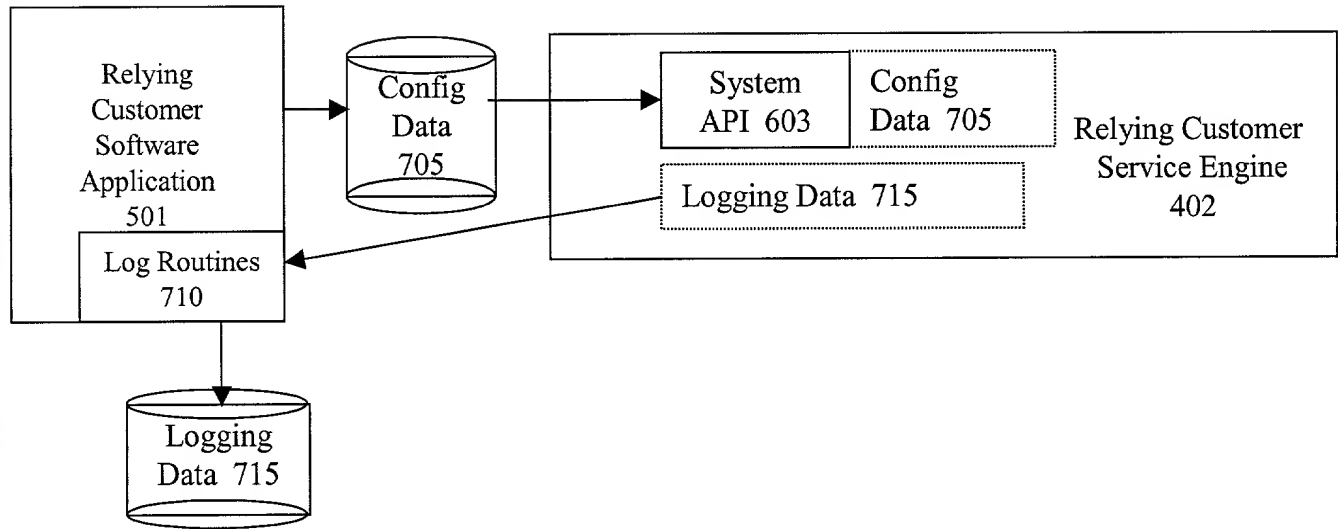 Relying
Customer
Software
Application
501
Log Routines
710
Config
Data
705
System
API 603
Config
Data 705
Logging Data 715
Relying Customer
Service Engine
402
Logging
Data 715